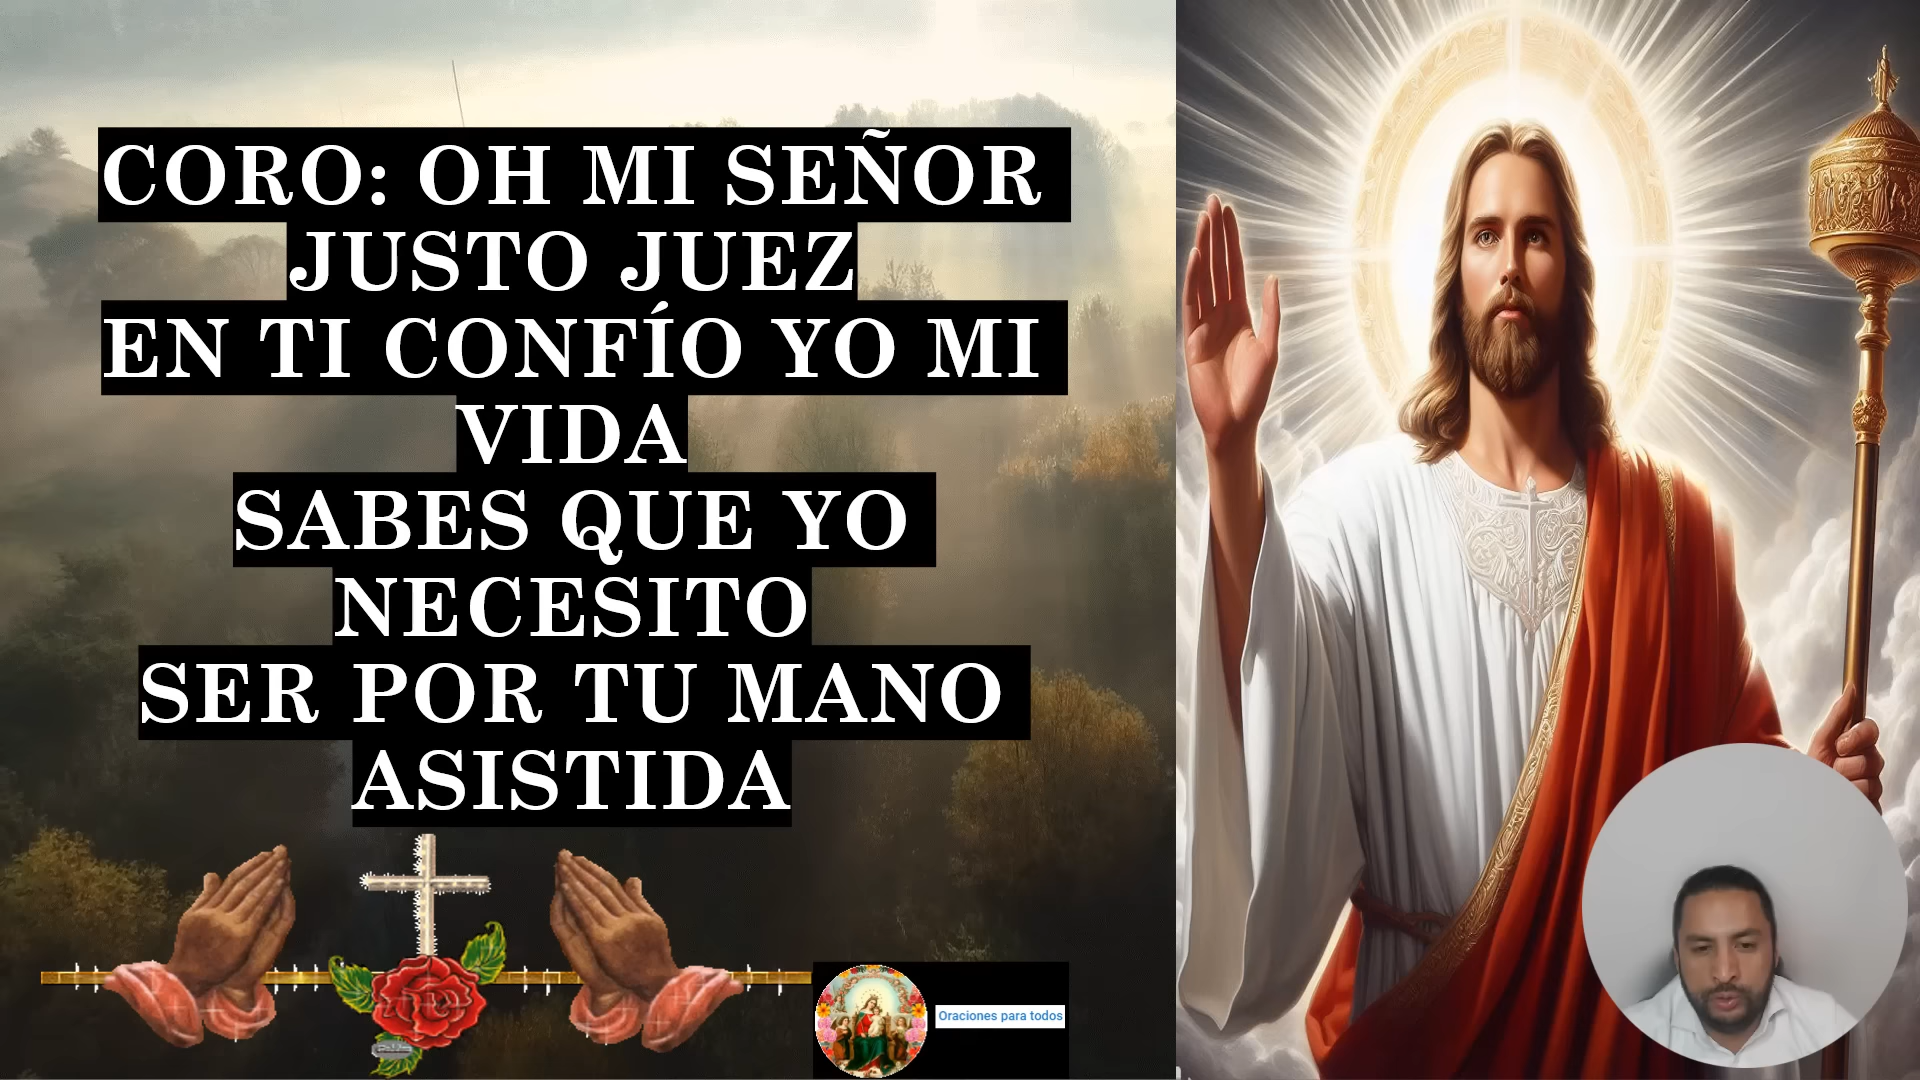 CORO: OH MI SEÑOR
JUSTO JUEZ
EN TI CONFÍO YO MI
VIDA
SABES QUE YO
NECESITO
SER POR TU MANO
ASISTIDA
Oraciones para todos